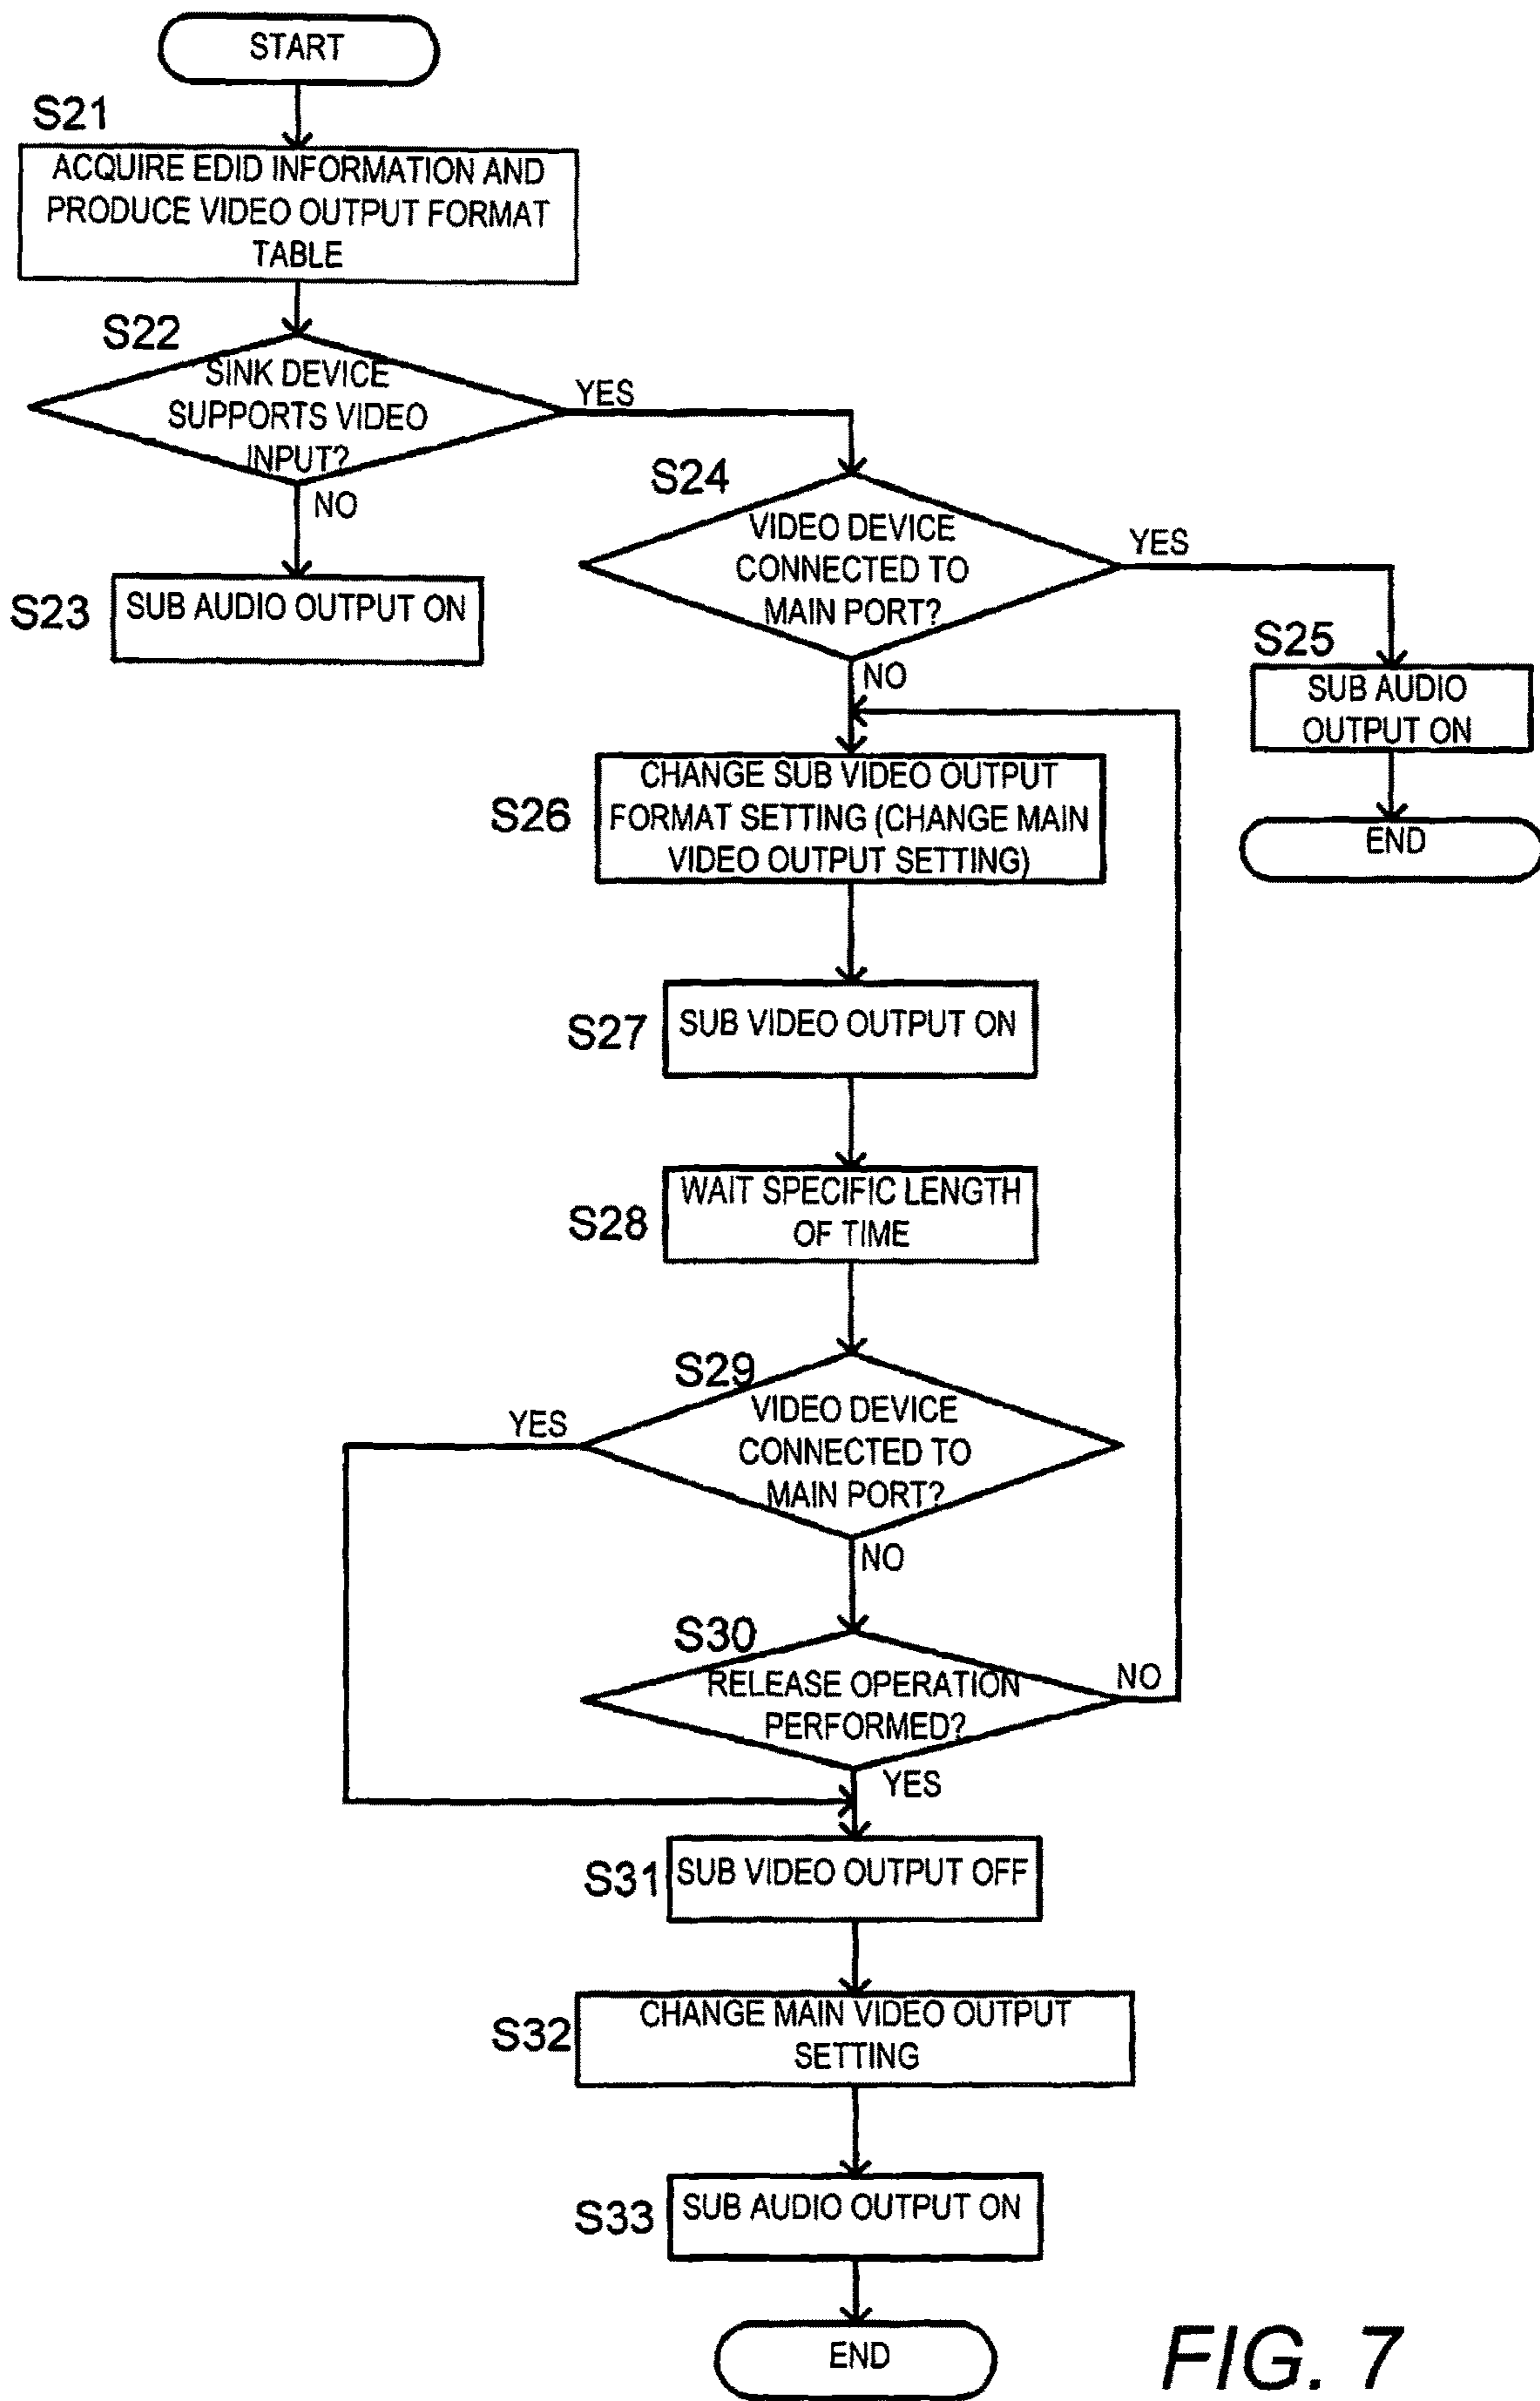 START
S21
ACQUIRE EDID INFORMATION AND
PRODUCE VIDEO OUTPUT FORMAT
TABLE
S22
SINK DEVICE
SUPPORTS VIDEO
INPUT?
YES
NO
S23
SUB AUDIO OUTPUT ON
S24
VIDEO DEVICE
CONNECTED TO
MAIN PORT?
YES
NO
S25
SUB AUDIO
OUTPUT ON
END
S26
CHANGE SUB VIDEO OUTPUT
FORMAT SETTING (CHANGE MAIN
VIDEO OUTPUT SETTING)
S27
SUB VIDEO OUTPUT ON
S28
WAIT SPECIFIC LENGTH
OF TIME
S29
VIDEO DEVICE
CONNECTED TO
MAIN PORT?
YES
NO
S30
RELEASE OPERATION
PERFORMED?
NO
YES
S31
SUB VIDEO OUTPUT OFF
S32
CHANGE MAIN VIDEO OUTPUT
SETTING
S33
SUB AUDIO OUTPUT ON
END
FIG. 7